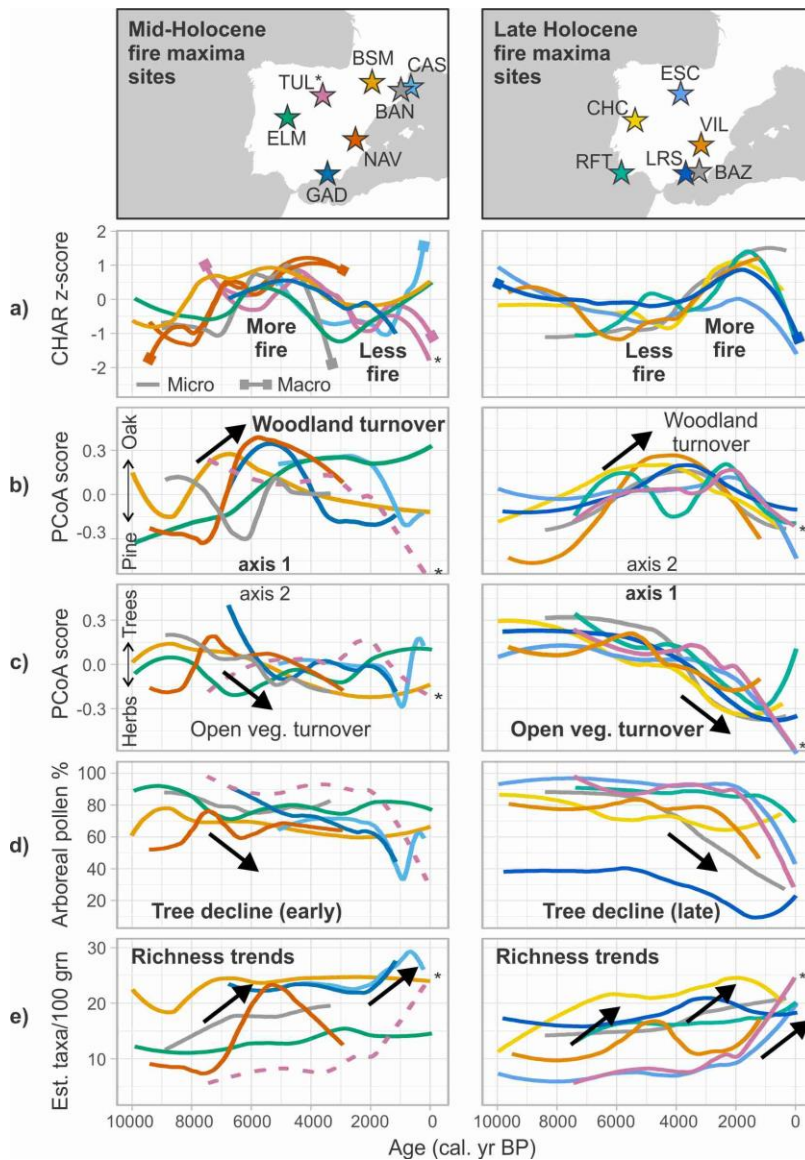 Mid-Holocene
fire maxima
sites
BSM
CAS
TUL*
BAN
ELM
NAV
GAD
Late Holocene
fire maxima
sites
ESC
CHC
VIL
RFT
LRS
BAZ
a)
CHAR z-score
2
1
0
-1
-2
More
fire
Less
fire
*
Micro
Macro
Less
fire
More
fire
b)
PCoA score
Pine
Oak
0.3
0.0
-0.3
Woodland turnover
axis 1
*
Woodland
turnover
axis 2
*
c)
PCoA score
Herbs
Trees
0.3
0.0
-0.3
axis 2
Open veg. turnover
*
axis 1
Open veg. turnover
*
d)
Arboreal pollen %
100
80
60
40
20
Tree decline (early)
Tree decline (late)
e)
Est. taxa/100 grn
30
20
10
Richness trends
*
Richness trends
*
10000 8000 6000 4000 2000 0
10000 8000 6000 4000 2000 0
Age (cal. yr BP)